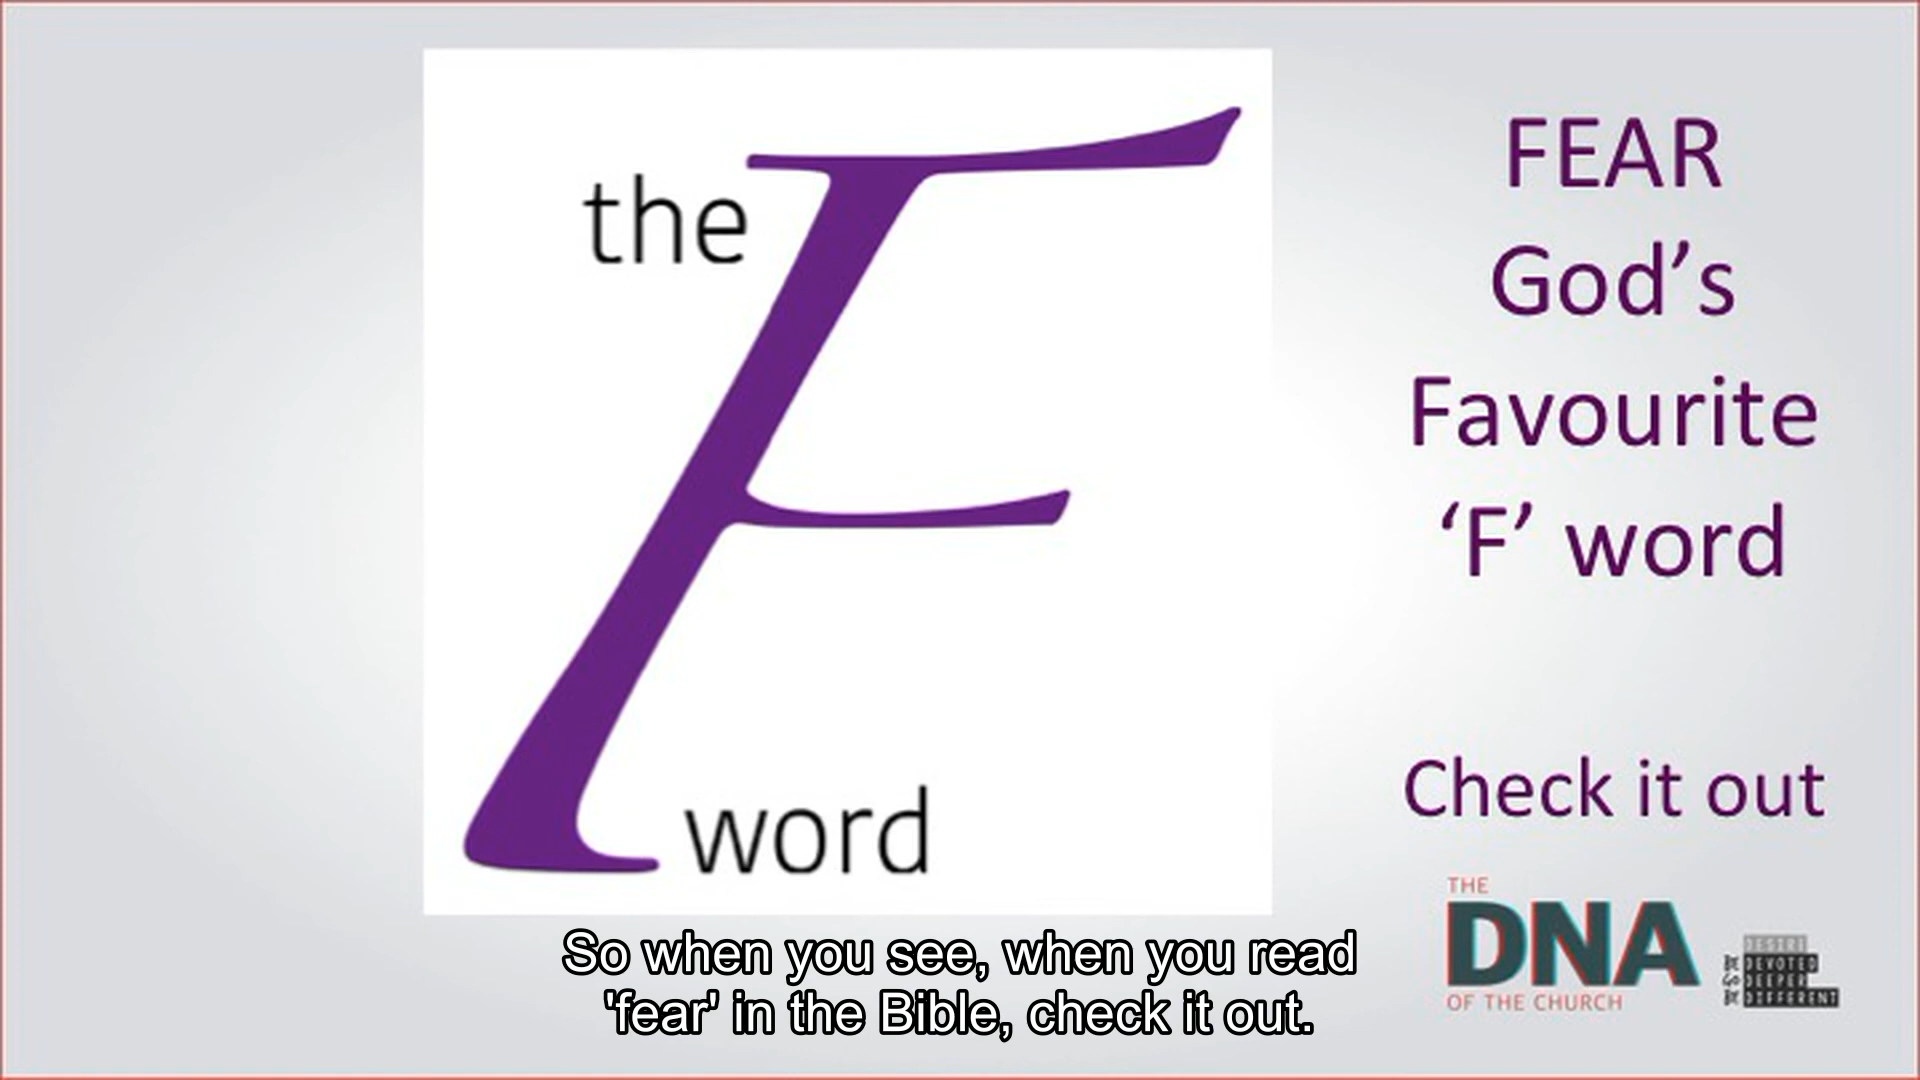 the
F
word
FEAR
God’s
Favourite
‘F’ word
Check it out
THE
DNA
OF THE CHURCH
DESIRE
DEVOTED
DEEPER
DIFFERENT
So when you see, when you read
'fear' in the Bible, check it out.